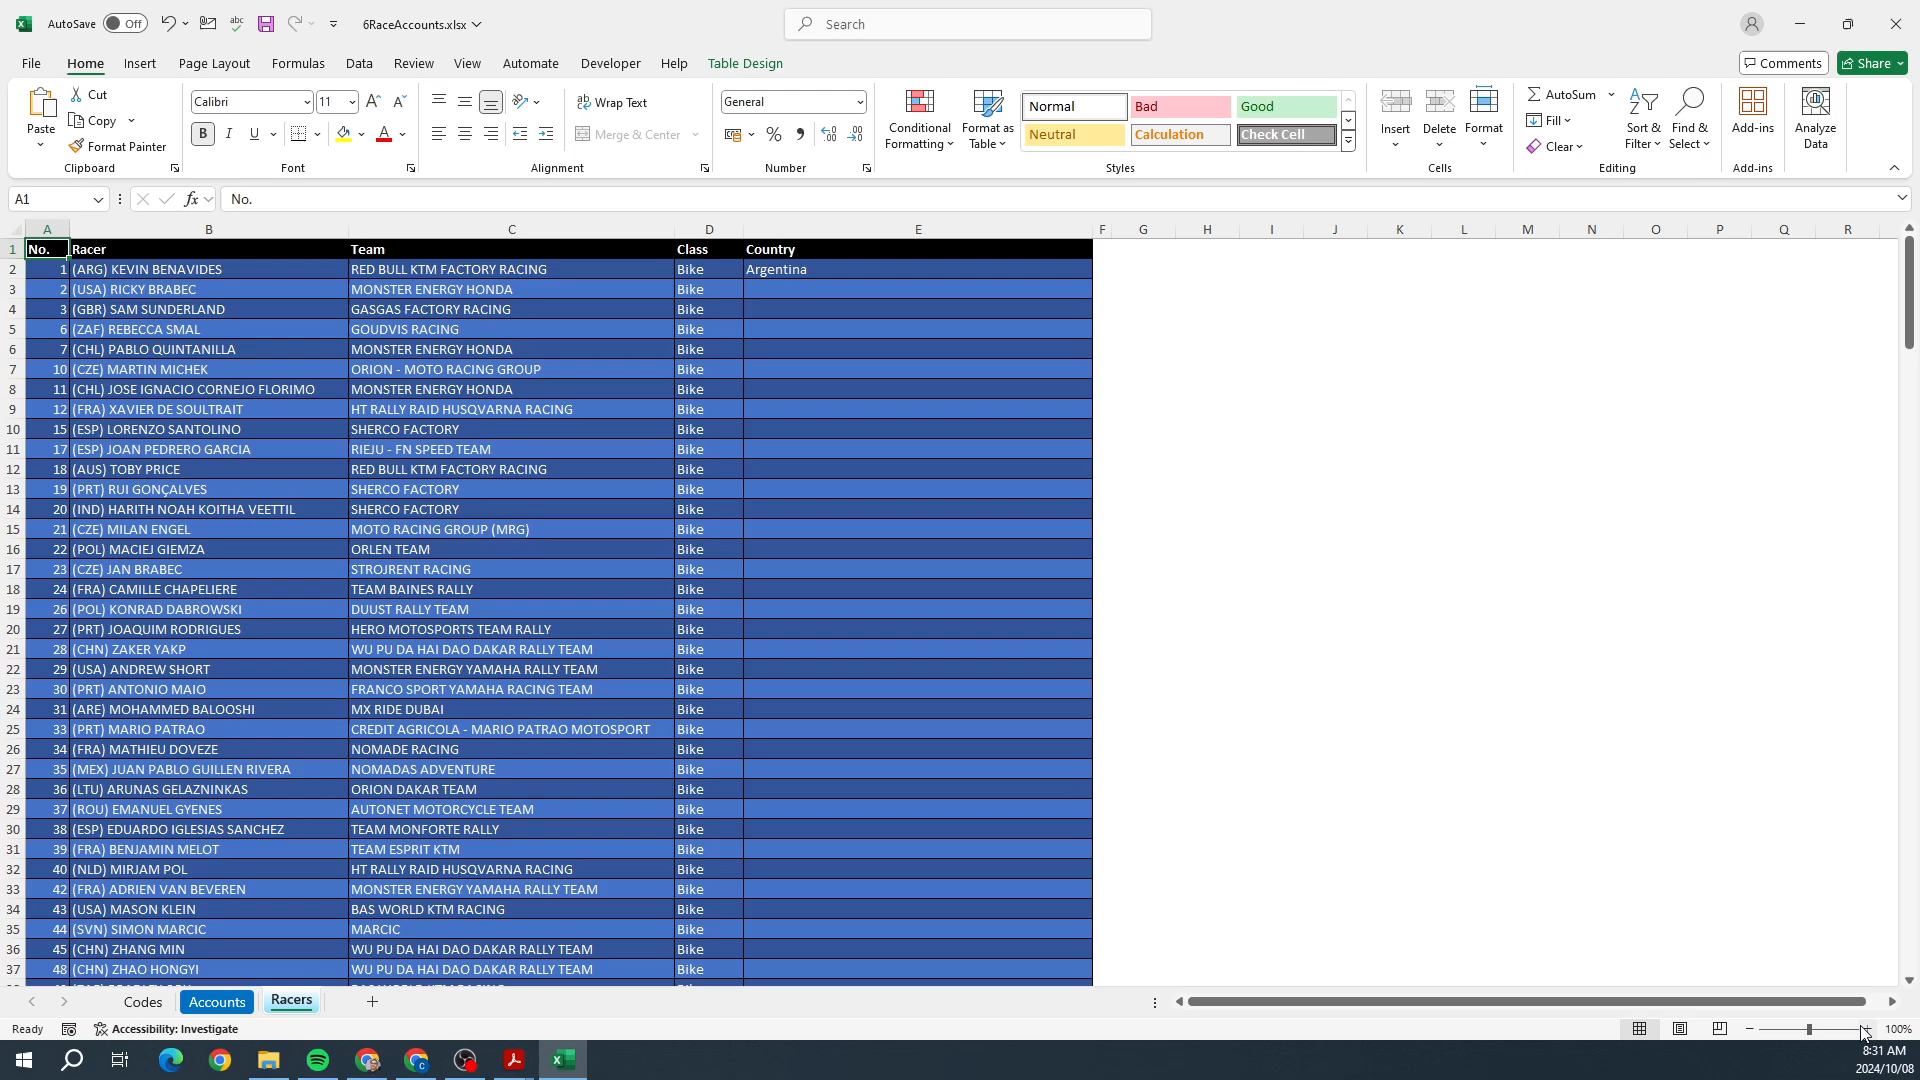 AutoSave Off 6RaceAccounts.xlsx Search
File Home Insert Page Layout Formulas Data Review View Automate Developer Help Table Design Comments Share
Paste Cut Copy Format Painter Clipboard
Calibri 11 B I U A Font
Wrap Text Merge & Center Alignment
General % Number
Conditional Formatting Format as Table
Normal Bad Good
Neutral Calculation Check Cell
Styles
Insert Delete Format Cells
AutoSum Fill Clear Sort & Filter Find & Select Editing
Add-ins Add-ins
Analyze Data
A1 fx No.
A B C D E F G H I J K L M N O P Q R
1 No. Racer Team Class Country
2 1 (ARG) KEVIN BENAVIDES RED BULL KTM FACTORY RACING Bike Argentina
3 2 (USA) RICKY BRABEC MONSTER ENERGY HONDA Bike
4 3 (GBR) SAM SUNDERLAND GASGAS FACTORY RACING Bike
5 6 (ZAF) REBECCA SMAL GOUDVIS RACING Bike
6 7 (CHL) PABLO QUINTANILLA MONSTER ENERGY HONDA Bike
7 10 (CZE) MARTIN MICHEK ORION - MOTO RACING GROUP Bike
8 11 (CHL) JOSE IGNACIO CORNEJO FLORIMO MONSTER ENERGY HONDA Bike
9 12 (FRA) XAVIER DE SOULTRAIT HT RALLY RAID HUSQVARNA RACING Bike
10 15 (ESP) LORENZO SANTOLINO SHERCO FACTORY Bike
11 17 (ESP) JOAN PEDRERO GARCIA RIEJU - FN SPEED TEAM Bike
12 18 (AUS) TOBY PRICE RED BULL KTM FACTORY RACING Bike
13 19 (PRT) RUI GONÇALVES SHERCO FACTORY Bike
14 20 (IND) HARITH NOAH KOITHA VEETTIL SHERCO FACTORY Bike
15 21 (CZE) MILAN ENGEL MOTO RACING GROUP (MRG) Bike
16 22 (POL) MACIEJ GIEMZA ORLEN TEAM Bike
17 23 (CZE) JAN BRABEC STROJRENT RACING Bike
18 24 (FRA) CAMILLE CHAPELIERE TEAM BAINES RALLY Bike
19 26 (POL) KONRAD DABROWSKI DUUST RALLY TEAM Bike
20 27 (PRT) JOAQUIM RODRIGUES HERO MOTOSPORTS TEAM RALLY Bike
21 28 (CHN) ZAKER YAKP WU PU DA HAI DAO DAKAR RALLY TEAM Bike
22 29 (USA) ANDREW SHORT MONSTER ENERGY YAMAHA RALLY TEAM Bike
23 30 (PRT) ANTONIO MAIO FRANCO SPORT YAMAHA RACING TEAM Bike
24 31 (ARE) MOHAMMED BALOOSHI MX RIDE DUBAI Bike
25 33 (PRT) MARIO PATRAO CREDIT AGRICOLA - MARIO PATRAO MOTOSPORT Bike
26 34 (FRA) MATHIEU DOVEZE NOMADE RACING Bike
27 35 (MEX) JUAN PABLO GUILLEN RIVERA NOMADAS ADVENTURE Bike
28 36 (LTU) ARUNAS GELAZNINKAS ORION DAKAR TEAM Bike
29 37 (ROU) EMANUEL GYENES AUTONET MOTORCYCLE TEAM Bike
30 38 (ESP) EDUARDO IGLESIAS SANCHEZ TEAM MONFORTE RALLY Bike
31 39 (FRA) BENJAMIN MELOT TEAM ESPRIT KTM Bike
32 40 (NLD) MIRJAM POL HT RALLY RAID HUSQVARNA RACING Bike
33 42 (FRA) ADRIEN VAN BEVEREN MONSTER ENERGY YAMAHA RALLY TEAM Bike
34 43 (USA) MASON KLEIN BAS WORLD KTM RACING Bike
35 44 (SVN) SIMON MARCIC MARCIC Bike
36 45 (CHN) ZHANG MIN WU PU DA HAI DAO DAKAR RALLY TEAM Bike
37 48 (CHN) ZHAO HONGYI WU PU DA HAI DAO DAKAR RALLY TEAM Bike
Codes Accounts Racers
Ready Accessibility: Investigate 100%
8:31 AM
2024/10/08